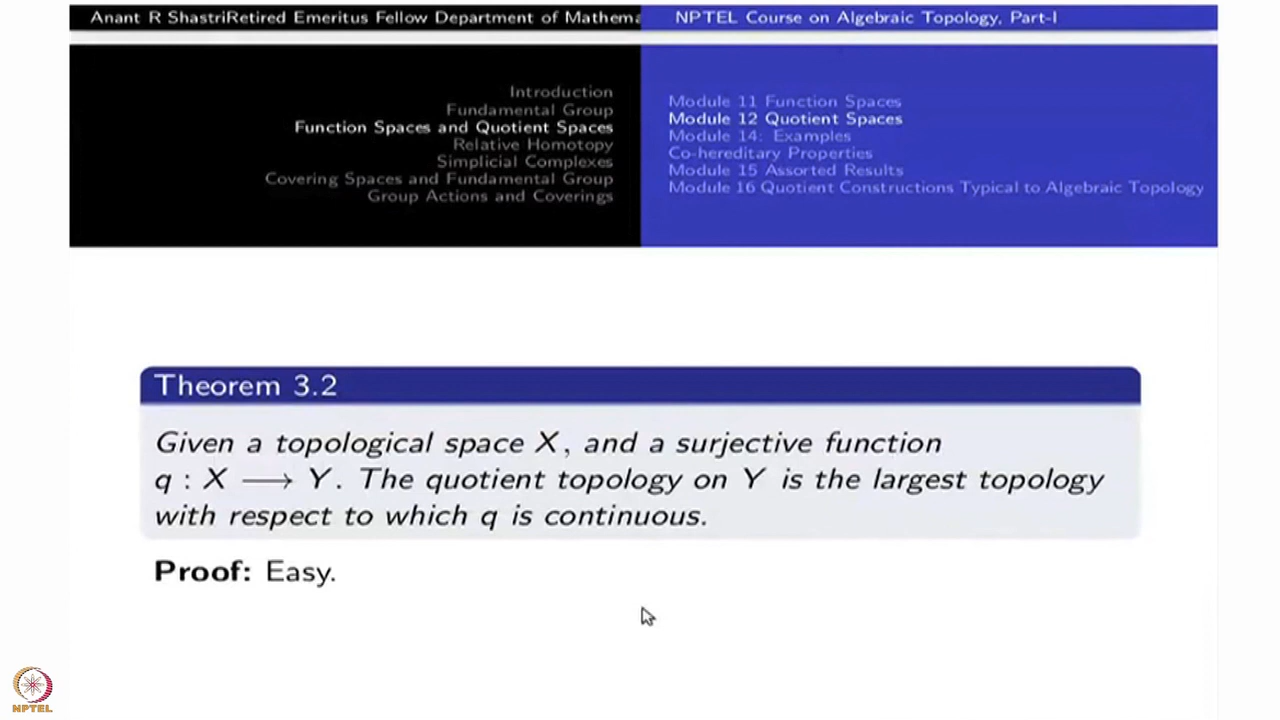 Anant R ShastriRetired Emeritus Fellow Department of Mathema
NPTEL Course on Algebraic Topology, Part-I
Introduction
Fundamental Group
Function Spaces and Quotient Spaces
Relative Homotopy
Simplicial Complexes
Covering Spaces and Fundamental Group
Group Actions and Coverings
Module 11 Function Spaces
Module 12 Quotient Spaces
Module 14: Examples
Co-hereditary Properties
Module 15 Assorted Results
Module 16 Quotient Constructions Typical to Algebraic Topology
Theorem 3.2
Given a topological space X, and a surjective function
q : X ⟶ Y. The quotient topology on Y is the largest topology
with respect to which q is continuous.
Proof: Easy.
NPTEL